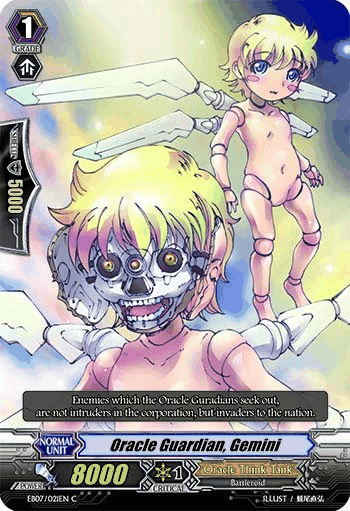 1
GRADE
SHIELD
5000
Enemies which the Oracle Guradians seek out,
are not intruders in the corporation, but invaders to the nation.
NORMAL
UNIT
Oracle Guardian, Gemini
POWER
8000
1
CRITICAL
Oracle Think Tank
Battleroid
EB07/021EN C
ILLUST / 鷲尾直弘